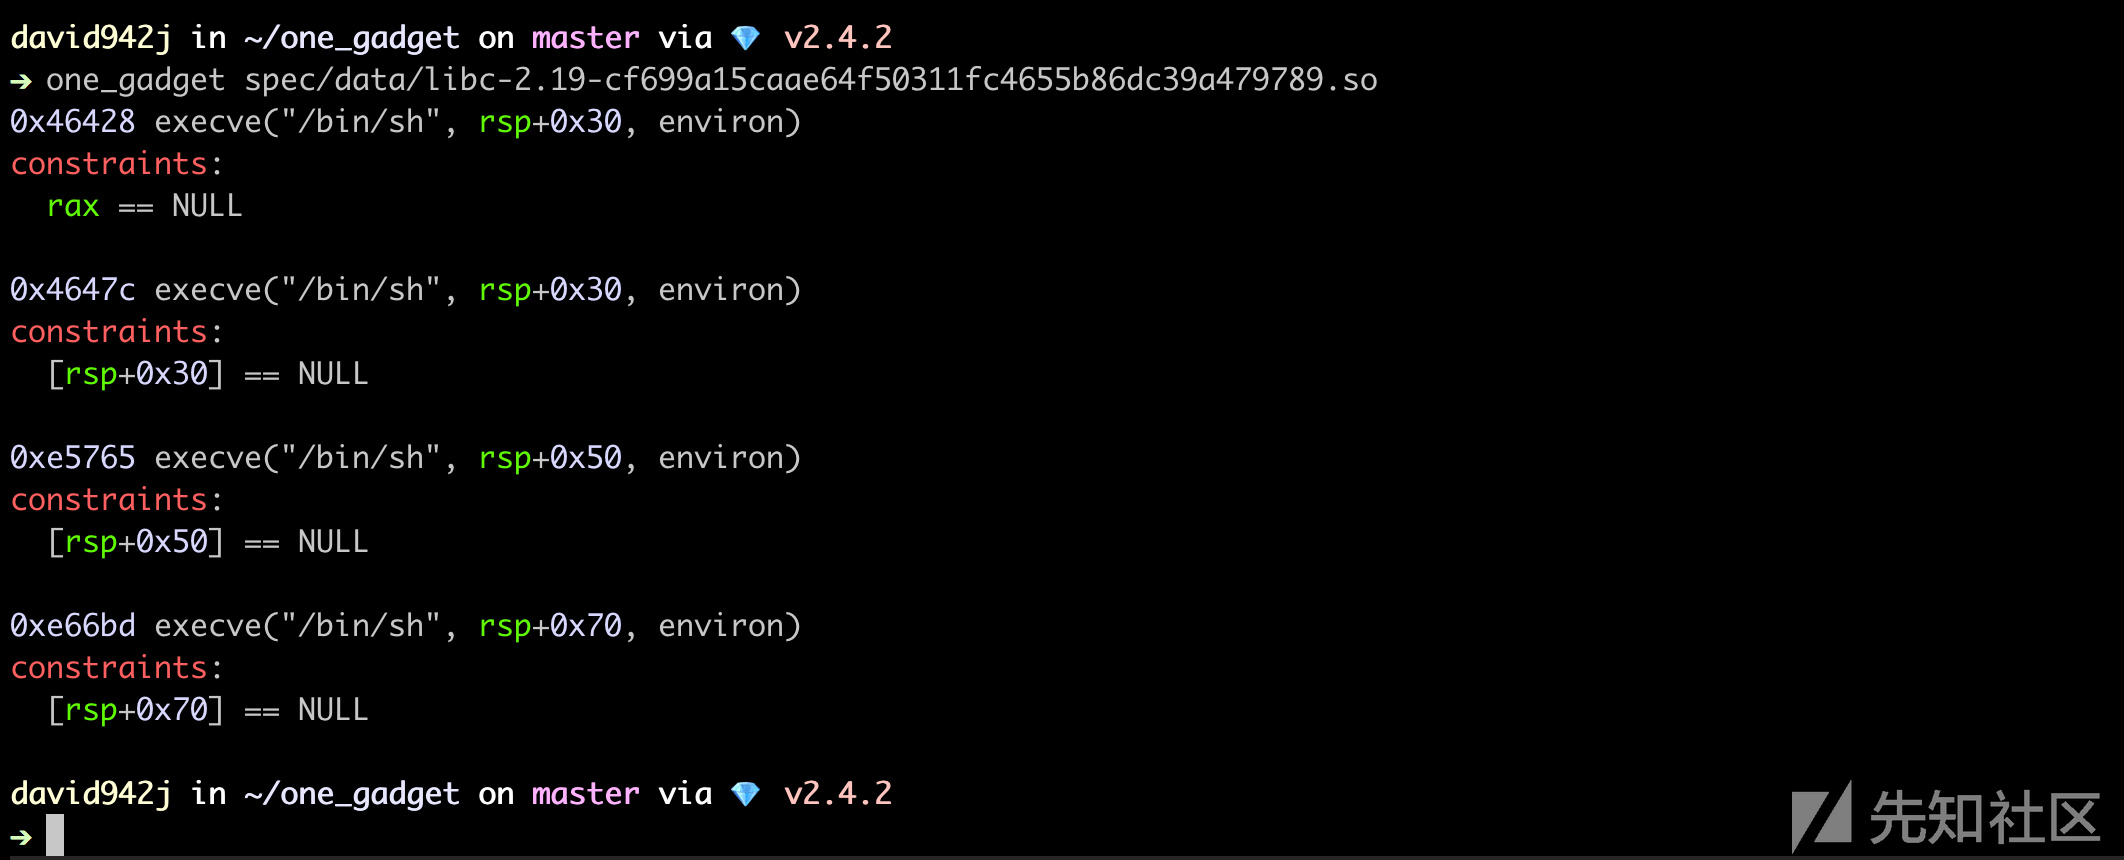 david942j in ~/one_gadget on master via 💎 v2.4.2
➜ one_gadget spec/data/libc-2.19-cf699a15caae64f50311fc4655b86dc39a479789.so
0x46428 execve("/bin/sh", rsp+0x30, environ)
constraints:
  rax == NULL

0x4647c execve("/bin/sh", rsp+0x30, environ)
constraints:
  [rsp+0x30] == NULL

0xe5765 execve("/bin/sh", rsp+0x50, environ)
constraints:
  [rsp+0x50] == NULL

0xe66bd execve("/bin/sh", rsp+0x70, environ)
constraints:
  [rsp+0x70] == NULL

david942j in ~/one_gadget on master via 💎 v2.4.2
➜
先知社区